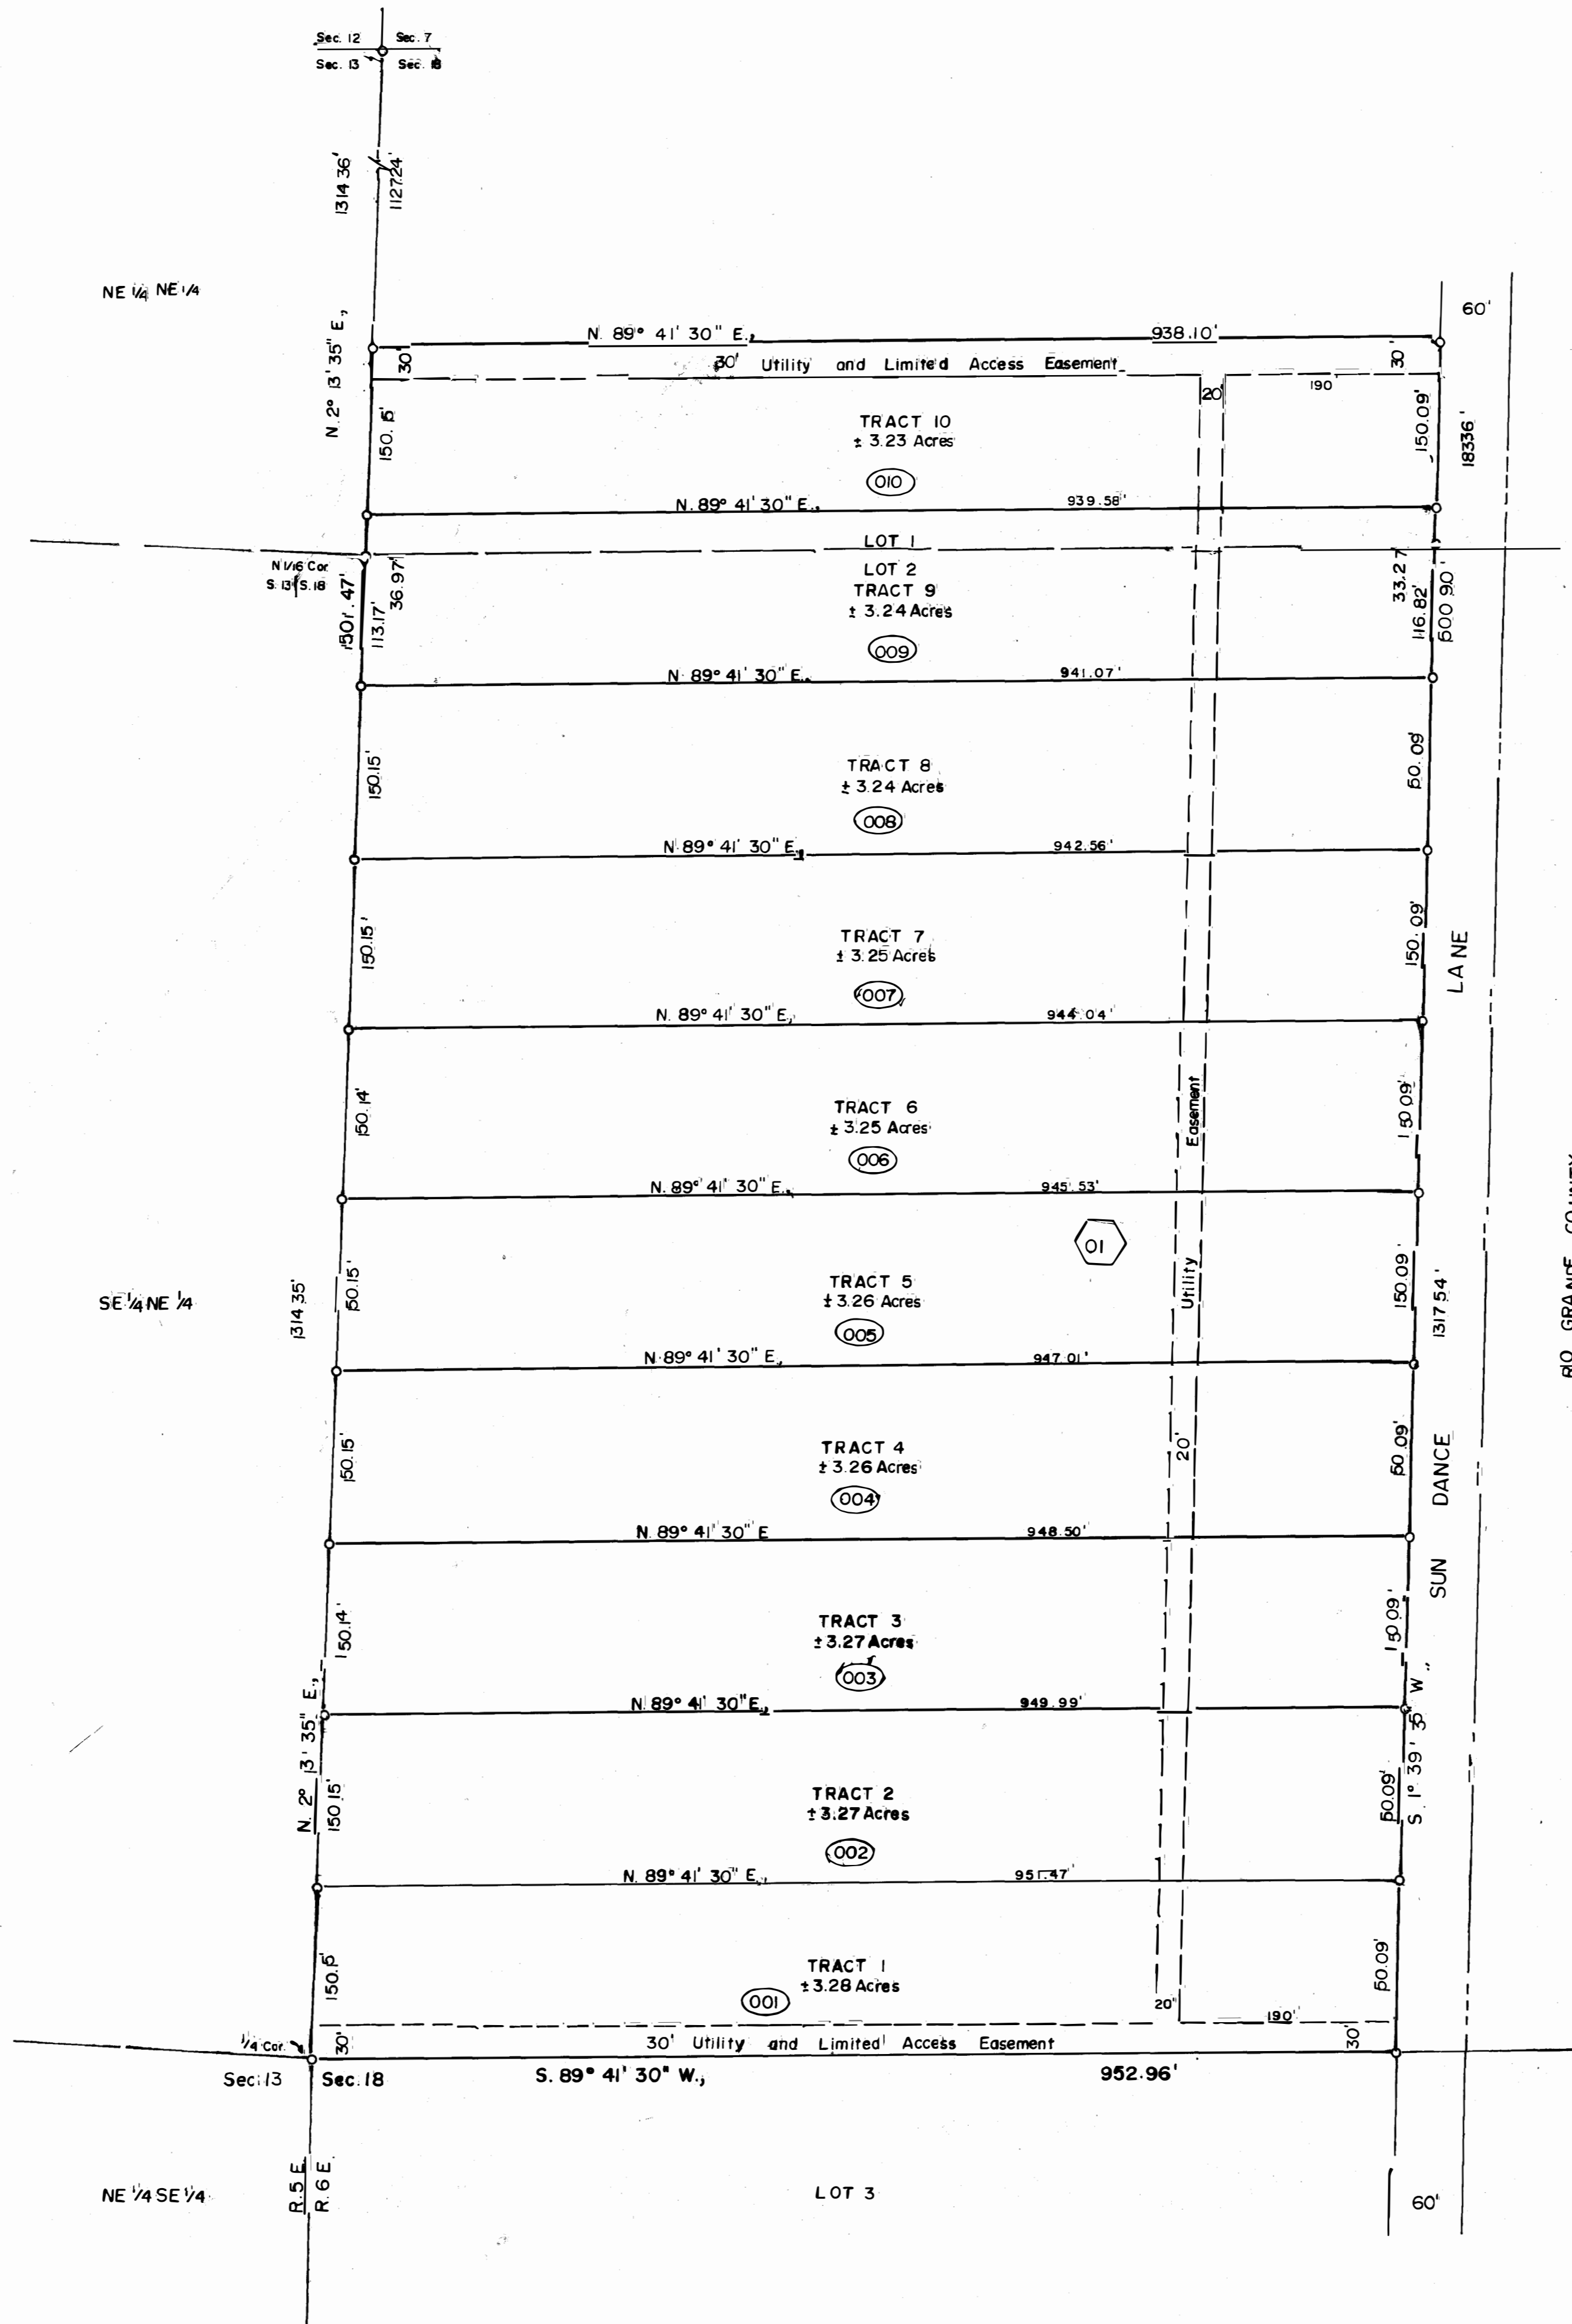 Sec. 12 Sec. 7
Sec. 13 Sec. 18
1314 36'
1127.24'
NE 1/4 NE 1/4
60'
N. 2° 13' 35" E.,
N. 89° 41' 30" E., 938.10'
30'
30' Utility and Limited Access Easement
30'
20'
190
150.15'
TRACT 10
± 3.23 Acres
010
150.09'
183 36'
N. 89° 41' 30" E., 939.58'
LOT 1
N 1/16 Cor.
S. 13 S. 18
1501.47'
113.17'
36.97'
LOT 2
TRACT 9
± 3.24 Acres
009
33.27
116.82'
N. 89° 41' 30" E., 941.07'
150.15'
TRACT 8
± 3.24 Acres
008
150.09'
N. 89° 41' 30" E., 942.56'
150.15'
TRACT 7
± 3.25 Acres
007
150.09'
N. 89° 41' 30" E., 944.04'
150.14'
TRACT 6
± 3.25 Acres
006
150.09'
N. 89° 41' 30" E., 945.53'
01
SE 1/4 NE 1/4
1314.35'
150.15'
TRACT 5
± 3.26 Acres
005
150.09'
1317 54'
N. 89° 41' 30" E., 947.01'
150.15'
TRACT 4
± 3.26 Acres
004
20' Utility Easement
150.09'
N. 89° 41' 30" E 948.50'
150.14'
TRACT 3
± 3.27 Acres
003
150.09'
SUN DANCE LANE
RIO GRANDE COUNTY
N. 89° 41' 30" E., 949.99'
N. 2° 13' 35" E.,
150.15'
TRACT 2
± 3.27 Acres
002
150.09'
S. 1° 39' 35" W.,
N. 89° 41' 30" E., 951.47'
150.15'
TRACT 1
± 3.28 Acres
001
150.09'
20'
190'
1/4 Cor.
30'
30' Utility and Limited Access Easement
30'
Sec. 13 Sec. 18
S. 89° 41' 30" W., 952.96'
R. 5 E.
R. 6 E.
NE 1/4 SE 1/4
LOT 3
60'